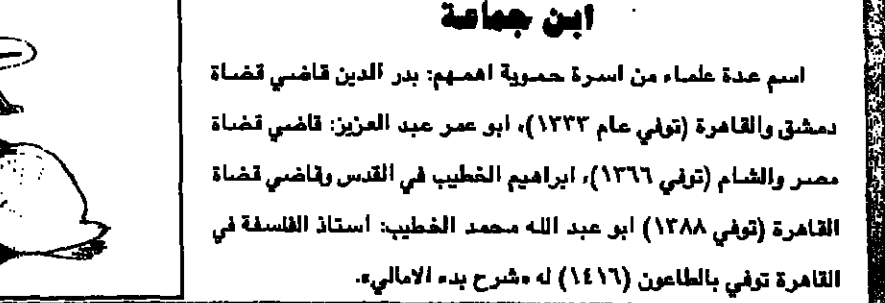 ابن جماعة
اسم عدة علماء من اسرة حموية اهمهم: بدر الدين قاضي قضاة
دمشق والقاهرة (توفي عام ١٣٣٣)، ابو عمر عبد العزيز: قاضي قضاة
مصر والشام (توفي ١٣٦٦)، ابراهيم الخطيب في القدس وقاضي قضاة
القاهرة (توفي ١٣٨٨) ابو عبد الله محمد الخطيب: استاذ الفلسفة في
القاهرة توفي بالطاعون (١٤١٦) له «شرح بدء الامالي».